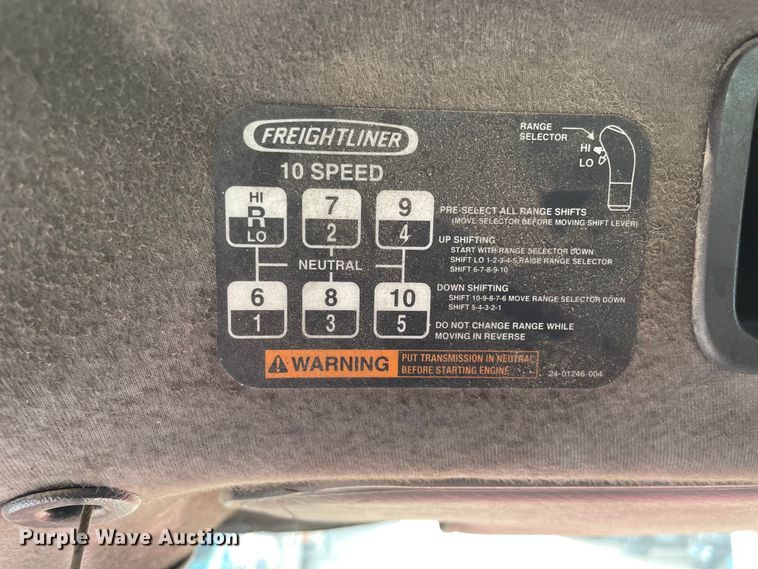 FREIGHTLINER
10 SPEED
RANGE
SELECTOR
HI
LO
HI
R
LO
7
2
9
4
NEUTRAL
6
1
8
3
10
5
PRE-SELECT ALL RANGE SHIFTS
(MOVE SELECTOR BEFORE MOVING SHIFT LEVER)
UP SHIFTING
START WITH RANGE SELECTOR DOWN
SHIFT LO 1-2-3-4-5, RAISE RANGE SELECTOR
SHIFT 6-7-8-9-10
DOWN SHIFTING
SHIFT 10-9-8-7-6 MOVE RANGE SELECTOR DOWN
SHIFT 5-4-3-2-1
DO NOT CHANGE RANGE WHILE
MOVING IN REVERSE
WARNING
PUT TRANSMISSION IN NEUTRAL
BEFORE STARTING ENGINE
24-01246-004
Purple Wave Auction